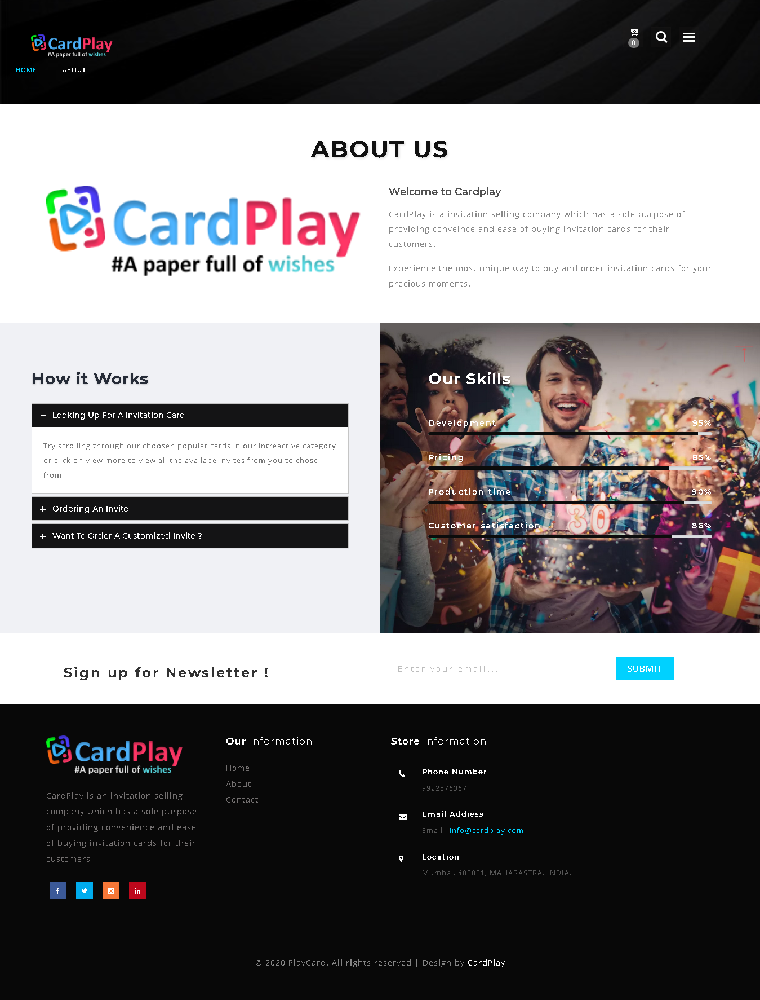 CardPlay
#A paper full of wishes
0
HOME | ABOUT
ABOUT US
CardPlay
#A paper full of wishes
Welcome to Cardplay
CardPlay is a invitation selling company which has a sole purpose of
providing conveince and ease of buying invitation cards for their
customers.
Experience the most unique way to buy and order invitation cards for your
precious moments.
How it Works
− Looking Up For A Invitation Card
Try scrolling through our choosen popular cards in our intreactive category
or click on view more to view all the availabe invites from you to chose
from.
+ Ordering An Invite
+ Want To Order A Customized Invite ?
Our Skills
Development 95%
Pricing 85%
Production time 90%
30
Customer satisfaction 86%
Sign up for Newsletter !
Enter your email...
SUBMIT
CardPlay
#A paper full of wishes
CardPlay is an invitation selling
company which has a sole purpose
of providing convenience and ease
of buying invitation cards for their
customers
Our Information
Home
About
Contact
Store Information
Phone Number
9922576367
Email Address
Email : info@cardplay.com
Location
Mumbai, 400001, MAHARASTRA, INDIA.
© 2020 PlayCard. All rights reserved | Design by CardPlay